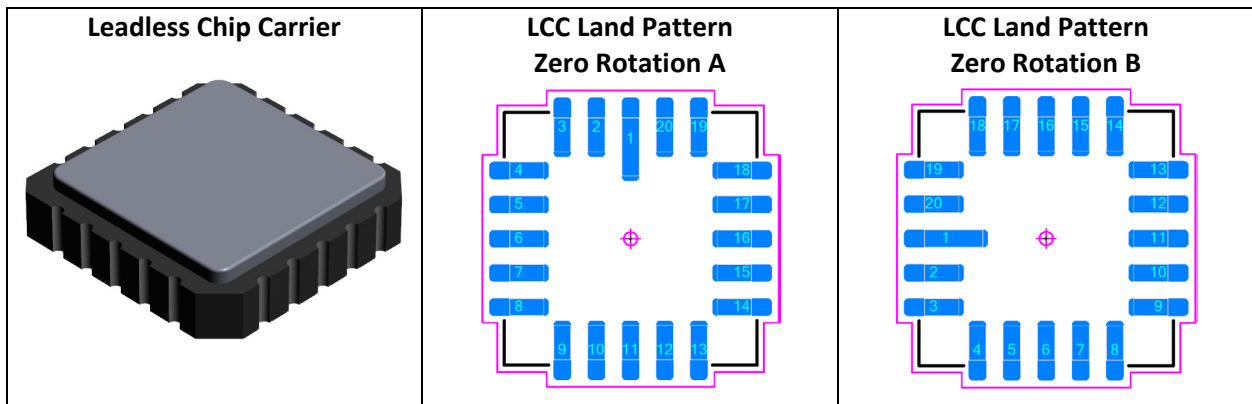 Leadless Chip Carrier
LCC Land Pattern
Zero Rotation A
3 2 1 20 19
4 18
5 17
6 16
7 15
8 14
9 10 11 12 13
LCC Land Pattern
Zero Rotation B
18 17 16 15 14
19 13
20 12
1 11
2 10
3 9
4 5 6 7 8